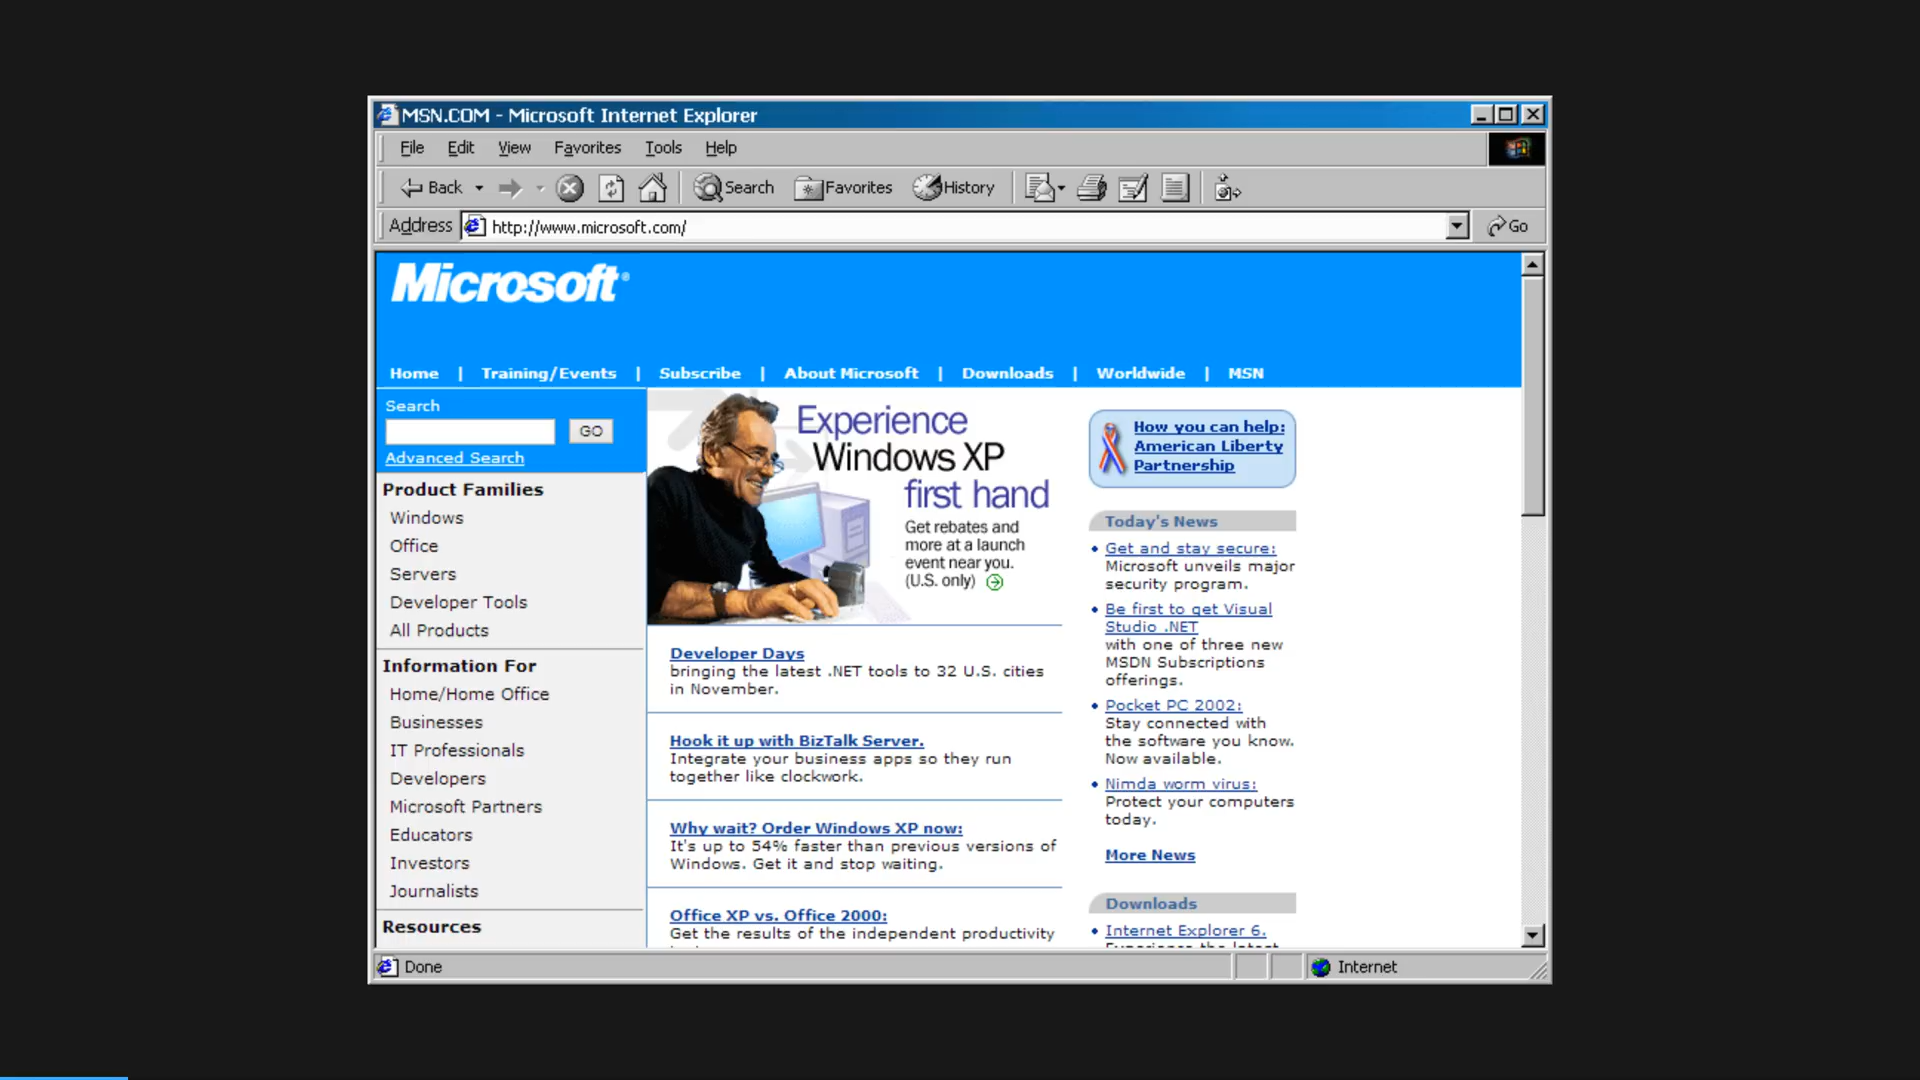 MSN.COM - Microsoft Internet Explorer
File Edit View Favorites Tools Help
Back Search Favorites History
Address http://www.microsoft.com/ Go
Microsoft®
Home | Training/Events | Subscribe | About Microsoft | Downloads | Worldwide | MSN
Search
GO
Advanced Search
Product Families
Windows
Office
Servers
Developer Tools
All Products
Information For
Home/Home Office
Businesses
IT Professionals
Developers
Microsoft Partners
Educators
Investors
Journalists
Resources
Experience
Windows XP
first hand
Get rebates and
more at a launch
event near you.
(U.S. only)
Developer Days
bringing the latest .NET tools to 32 U.S. cities
in November.
Hook it up with BizTalk Server.
Integrate your business apps so they run
together like clockwork.
Why wait? Order Windows XP now:
It's up to 54% faster than previous versions of
Windows. Get it and stop waiting.
Office XP vs. Office 2000:
Get the results of the independent productivity
How you can help:
American Liberty
Partnership
Today's News
Get and stay secure:
Microsoft unveils major
security program.
Be first to get Visual
Studio .NET
with one of three new
MSDN Subscriptions
offerings.
Pocket PC 2002:
Stay connected with
the software you know.
Now available.
Nimda worm virus:
Protect your computers
today.
More News
Downloads
Internet Explorer 6.
Experience the latest
Done
Internet